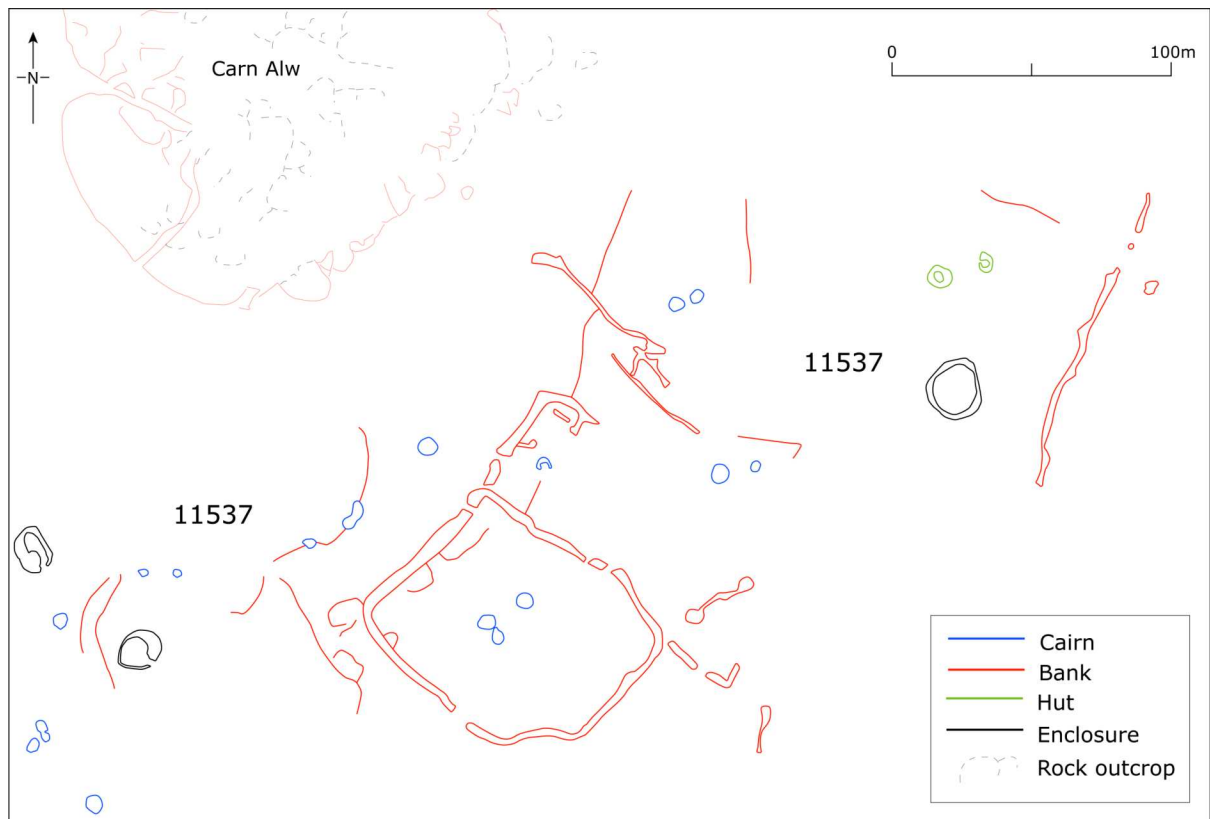 Carn Alw
0 100m
N
11537
11537
Cairn
Bank
Hut
Enclosure
Rock outcrop